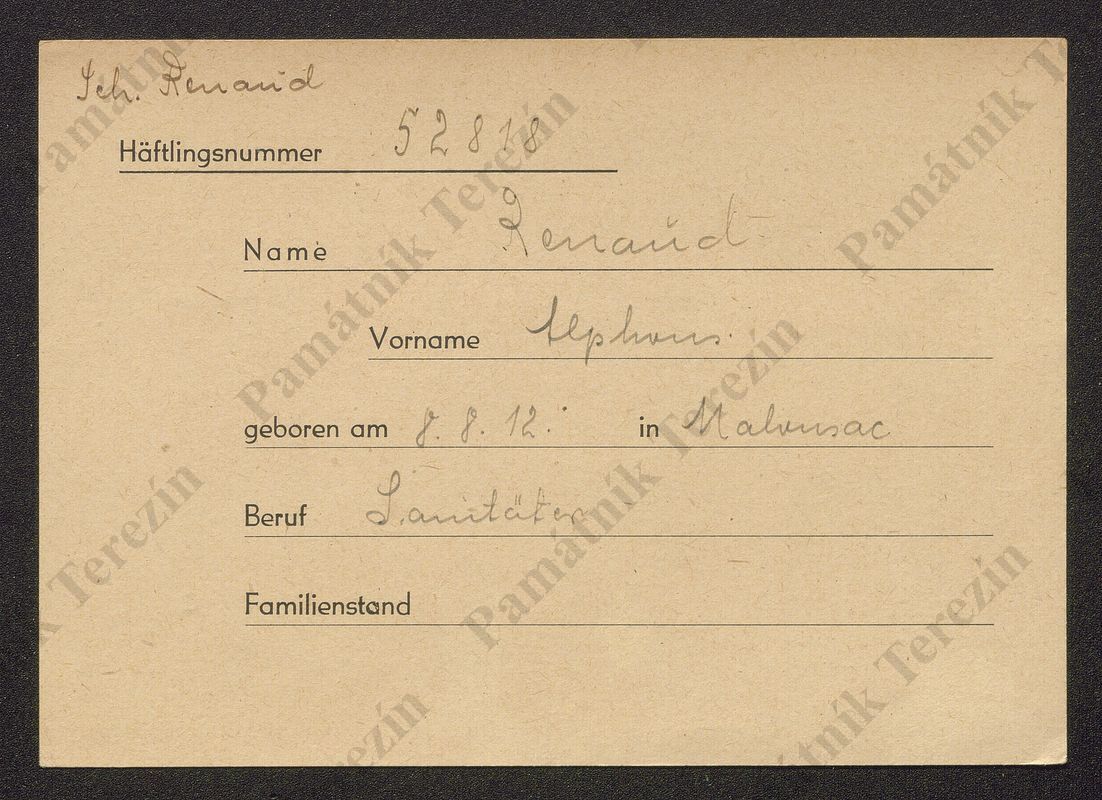 Sch. Renaud
Häftlingsnummer 52818
Name Renaud
Vorname Alphons.
geboren am 8. 8. 12. in Malvusac
Beruf Sanitäter
Familienstand
Památník Terezín